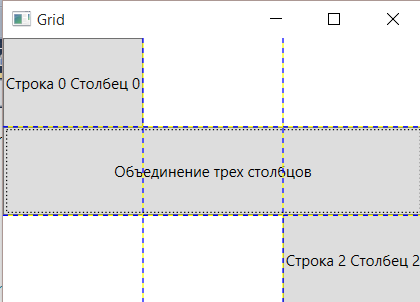 Grid
Строка 0 Столбец 0
Объединение трех столбцов
Строка 2 Столбец 2